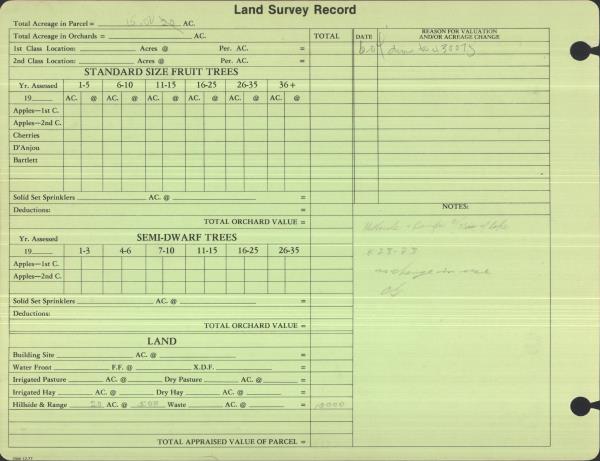 Land Survey Record
Total Acreage in Parcel = AC.
Total Acreage in Orchards = AC. TOTAL
DATE REASON FOR VALUATION AND/OR ACREAGE CHANGE
1st Class Location: Acres @ Per. AC. =
2nd Class Location: Acres @ Per. AC. =
STANDARD SIZE FRUIT TREES
Yr. Assessed 1-5 6-10 11-15 16-25 26-35 36+
19 AC. @ AC. @ AC. @ AC. @ AC. @ AC. @
Apples—1st C.
Apples—2nd C.
Cherries
D'Anjou
Bartlett
Solid Set Sprinklers AC. @ =
Deductions: =
TOTAL ORCHARD VALUE =
NOTES:
no change in use
SEMI-DWARF TREES
Yr. Assessed
19 1-3 4-6 7-10 11-15 16-25 26-35
Apples—1st C.
Apples—2nd C.
Solid Set Sprinklers AC. @ =
Deductions:
TOTAL ORCHARD VALUE =
LAND
Building Site AC. @ =
Water Front F.F. @ X.D.F. =
Irrigated Pasture AC. @ Dry Pasture AC. @ =
Irrigated Hay AC. @ Dry Hay AC. @ =
Hillside & Range 20 AC. @ 500 Waste AC. @ = 10000
TOTAL APPRAISED VALUE OF PARCEL =